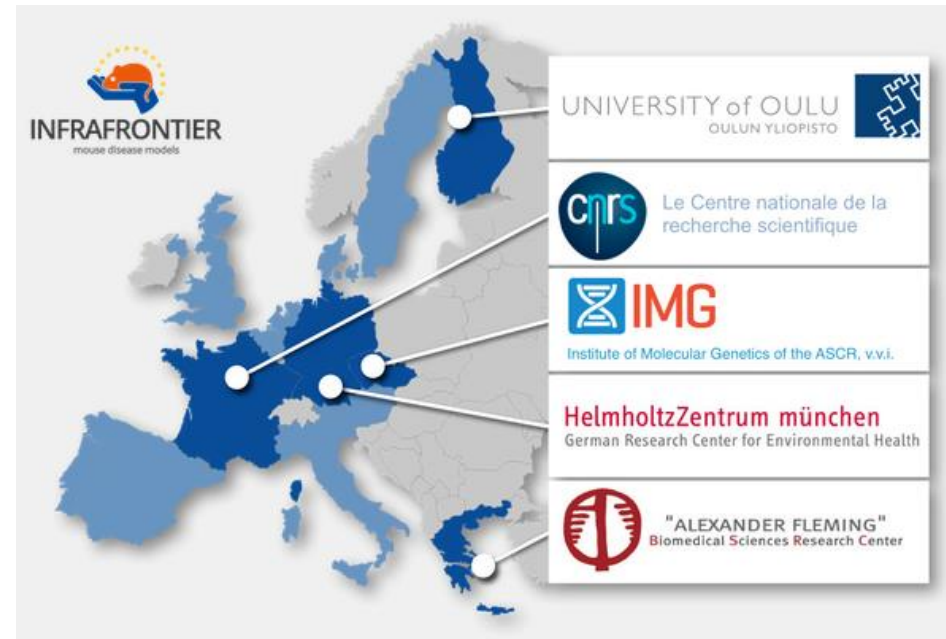 INFRAFRONTIER
mouse disease models
UNIVERSITY of OULU
OULUN YLIOPISTO
cnrs
Le Centre nationale de la
recherche scientifique
IMG
Institute of Molecular Genetics of the ASCR, v.v.i.
HelmholtzZentrum münchen
German Research Center for Environmental Health
"ALEXANDER FLEMING"
Biomedical Sciences Research Center